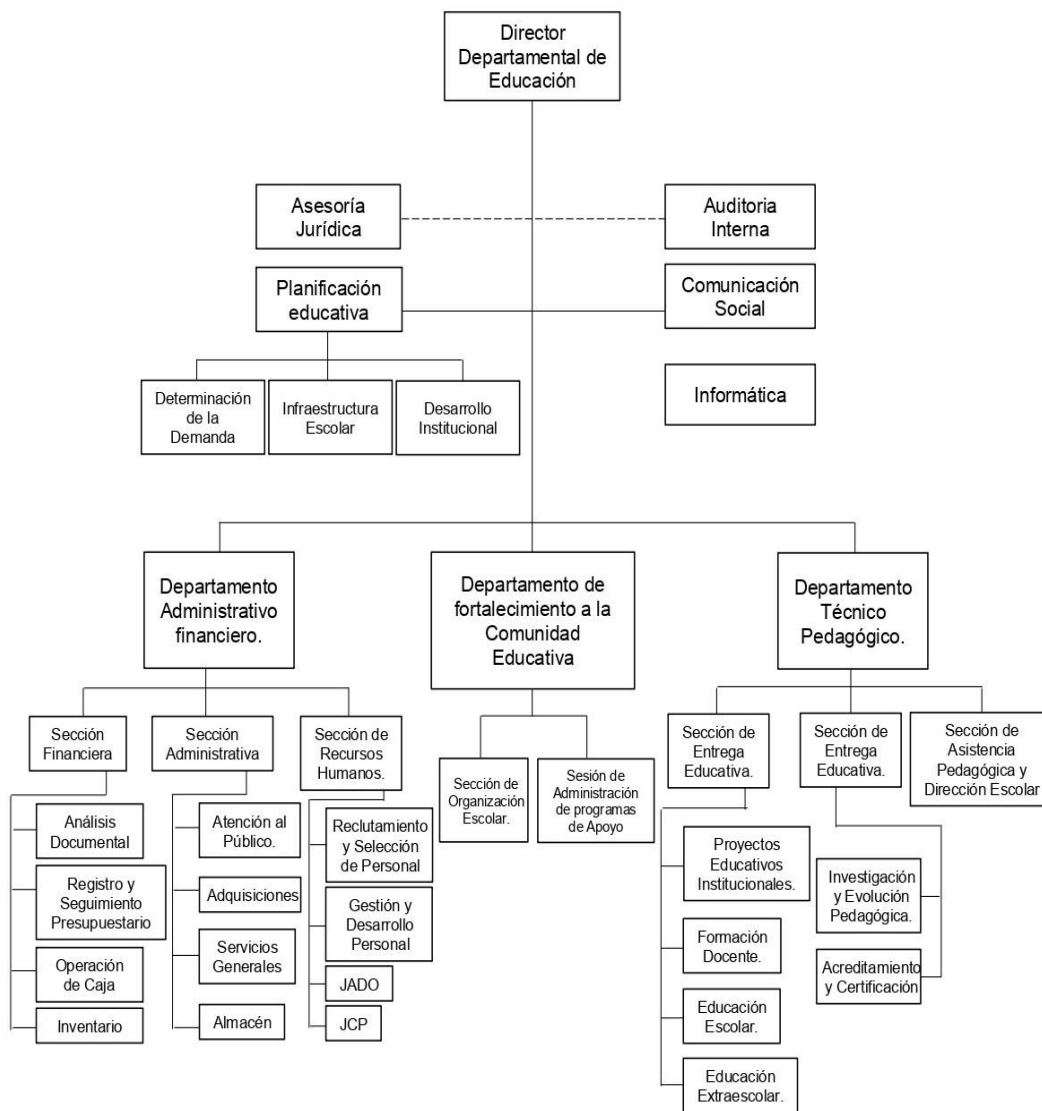 Director
Departamental de
Educación
Asesoría
Jurídica
Auditoria
Interna
Planificación
educativa
Comunicación
Social
Determinación
de la
Demanda
Infraestructura
Escolar
Desarrollo
Institucional
Informática
Departamento
Administrativo
financiero.
Departamento de
fortalecimiento a la
Comunidad
Educativa
Departamento
Técnico
Pedagógico.
Sección
Financiera
Sección
Administrativa
Sección de
Recursos
Humanos.
Sección de
Organización
Escolar.
Sesión de
Administración
de programas
de Apoyo
Sección de
Entrega
Educativa.
Sección de
Entrega
Educativa.
Sección de
Asistencia
Pedagógica y
Dirección Escolar
Análisis
Documental
Registro y
Seguimiento
Presupuestario
Operación
de Caja
Inventario
Atención al
Público.
Adquisiciones
Servicios
Generales
Almacén
Reclutamiento
y Selección
de Personal
Gestión y
Desarrollo
Personal
JADO
JCP
Proyectos
Educativos
Institucionales.
Formación
Docente.
Educación
Escolar.
Educación
Extraescolar.
Investigación
y Evolución
Pedagógica.
Acreditamiento
y Certificación